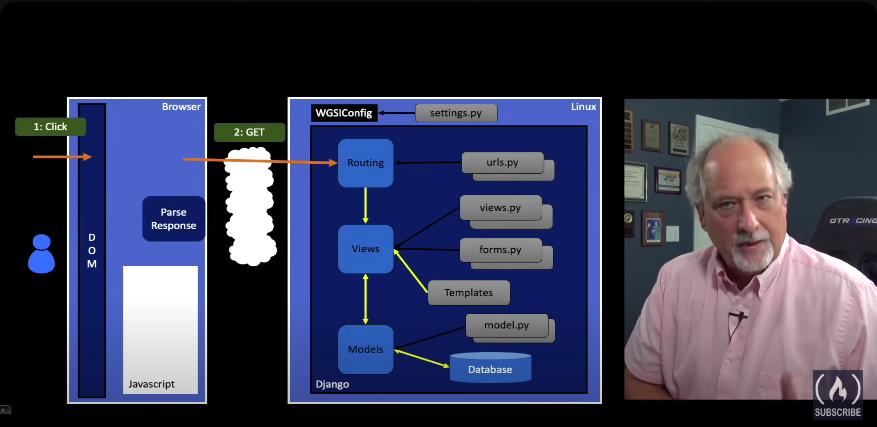 Browser
Linux
WGSIConfig
settings.py
1: Click
2: GET
Routing
urls.py
Parse
Response
views.py
D
O
M
Views
forms.py
Templates
model.py
Models
Database
Javascript
Django
GTRACING
SUBSCRIBE